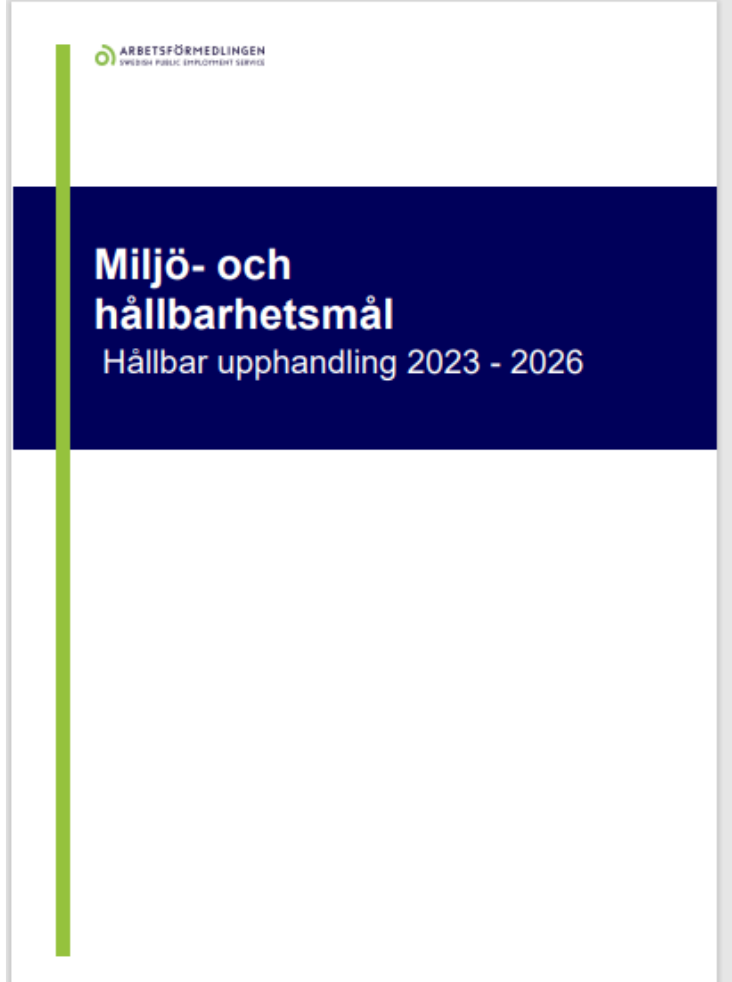 ARBETSFÖRMEDLINGEN
SWEDISH PUBLIC EMPLOYMENT SERVICE
Miljö- och
hållbarhetsmål
Hållbar upphandling 2023 - 2026